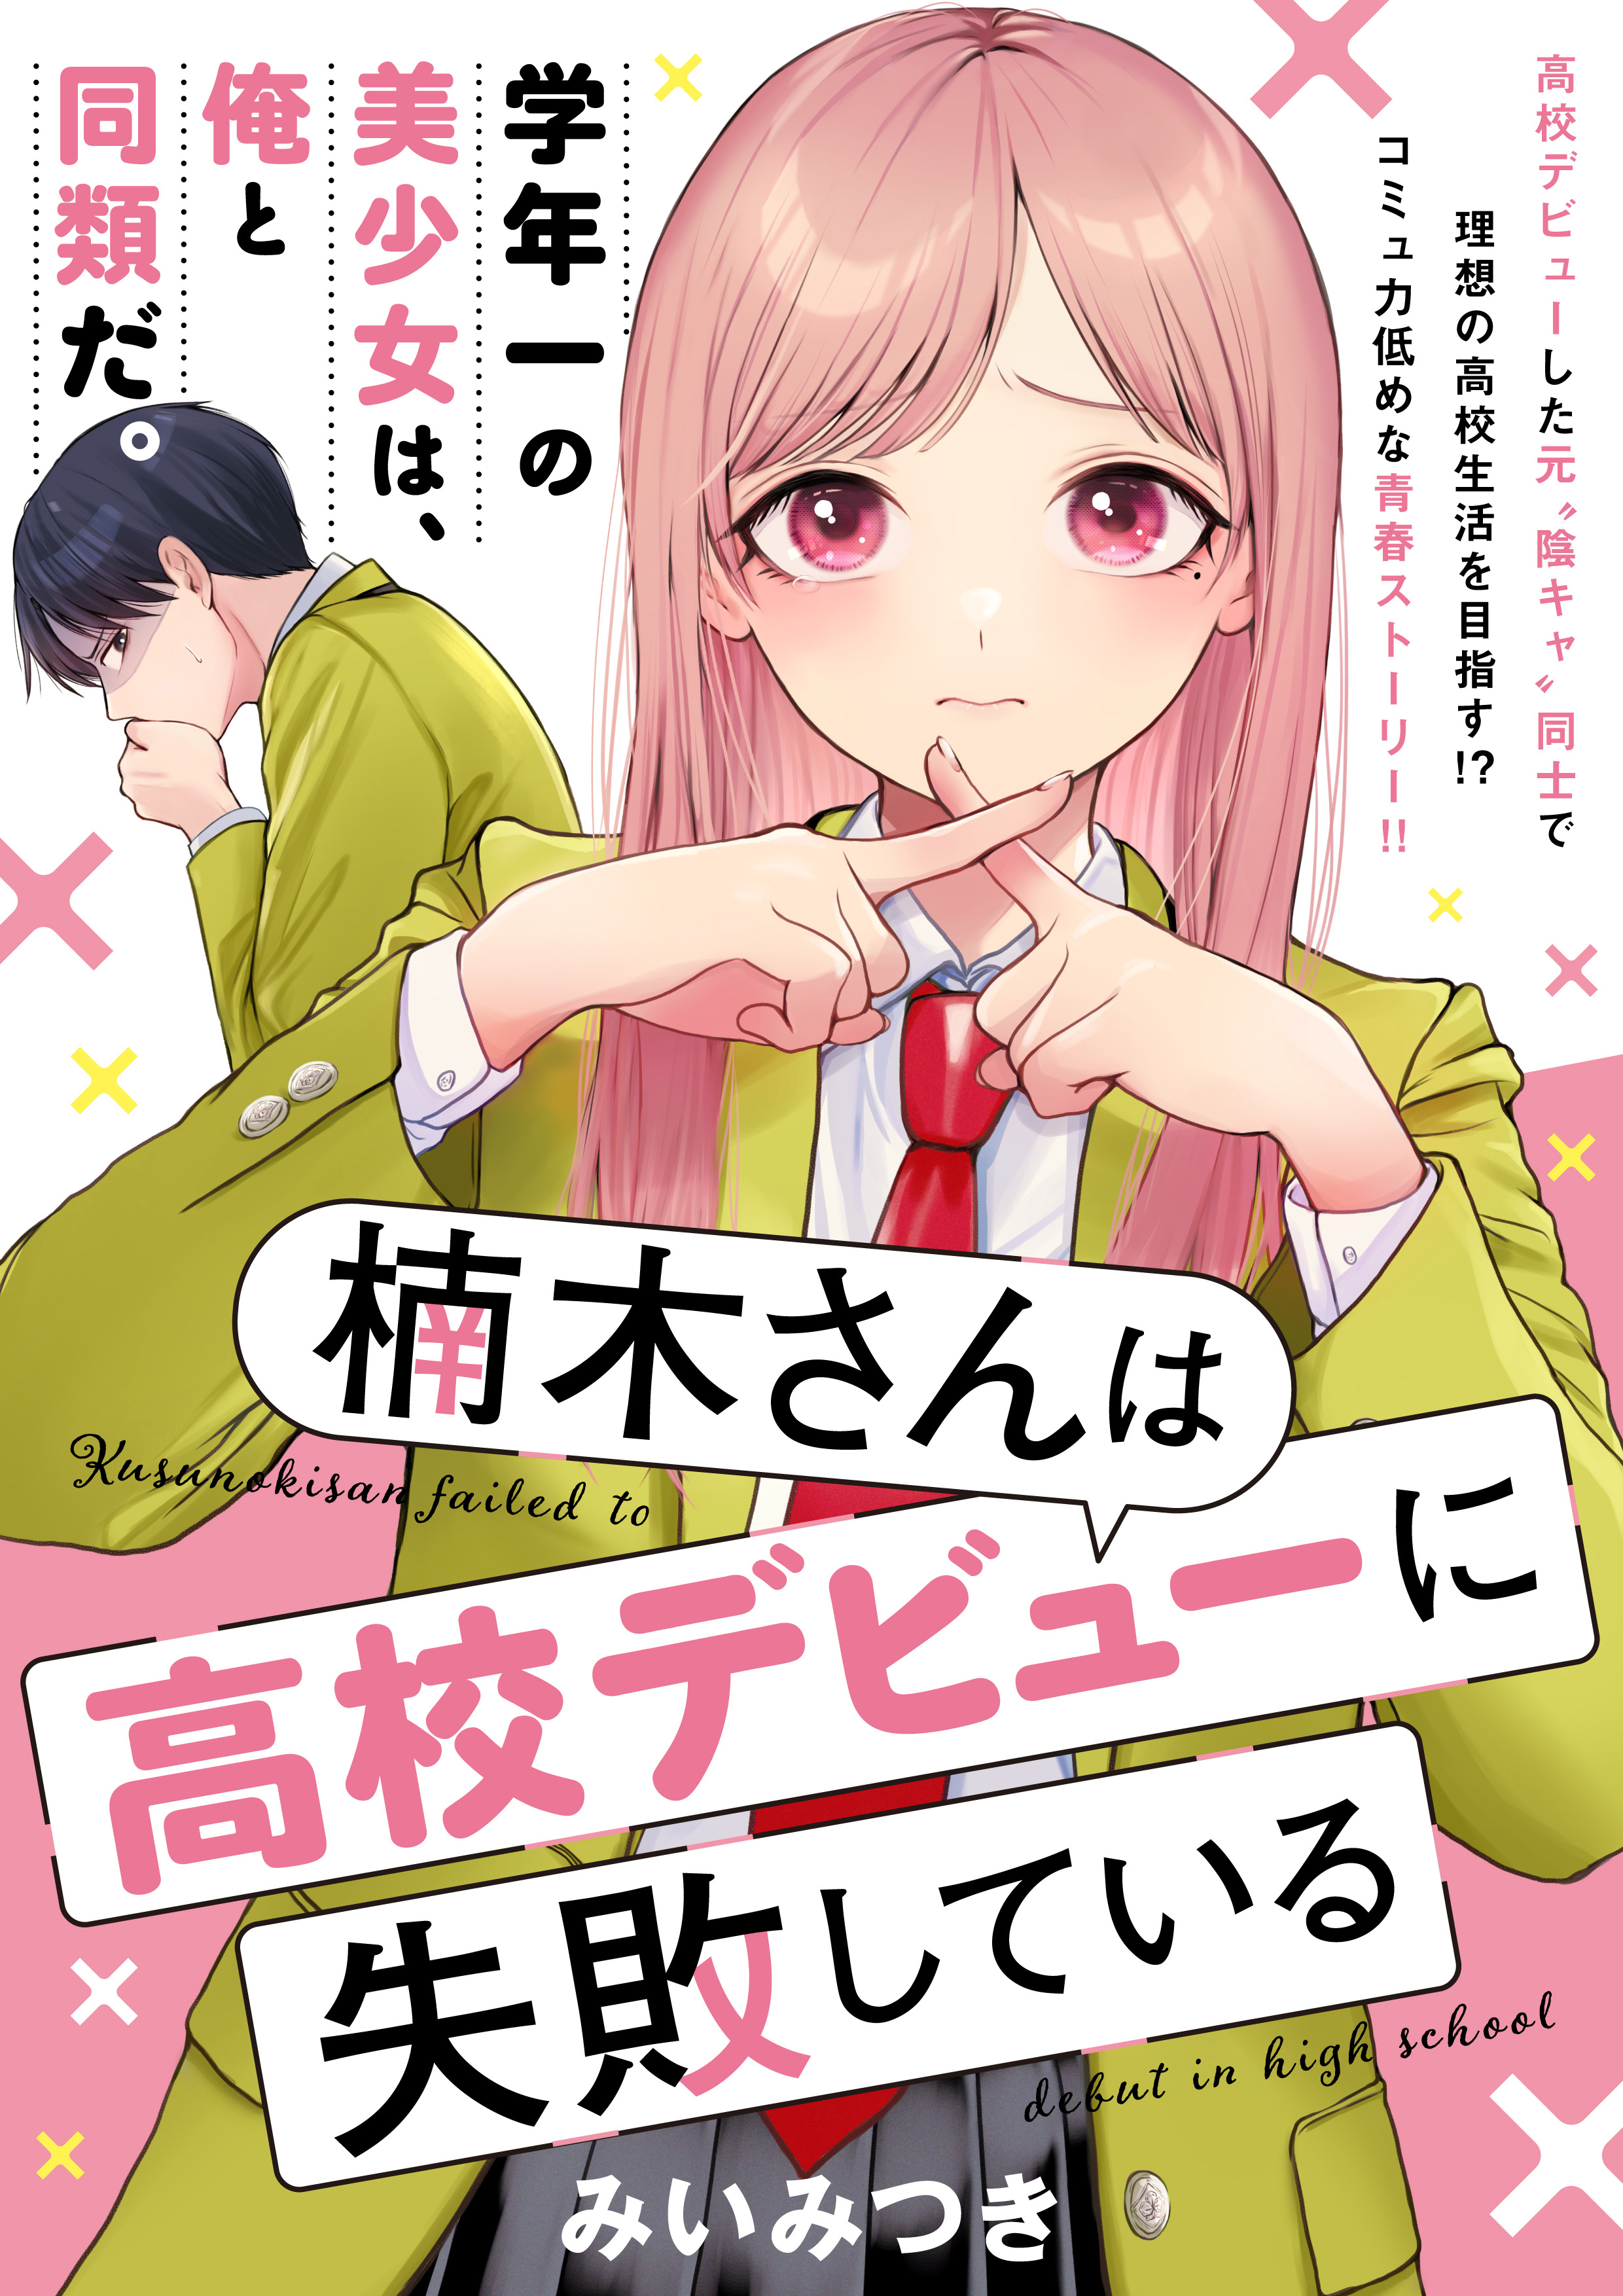 高校デビューした元〝陰キャ〟同士で
理想の高校生活を目指す!?
コミュ力低めな青春ストーリー!!
学年一の
美少女は、
俺と
同類だ。
楠木さんは
Kusunokisan failed to
高校デビューに
失敗している
debut in high school
みいみつき